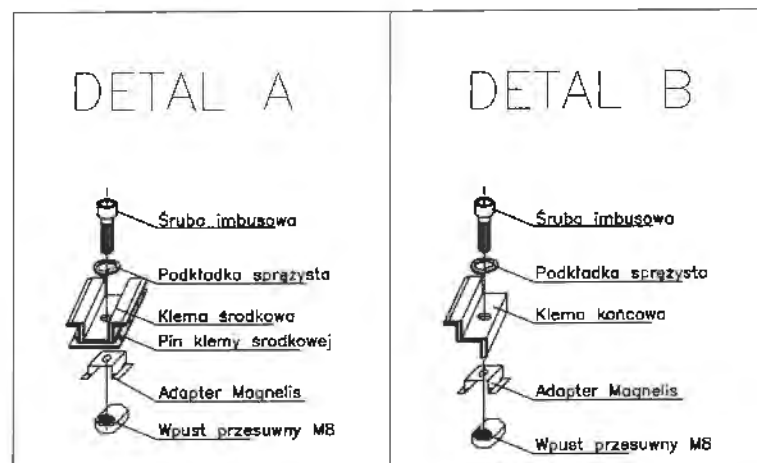 DETAL A
Śruba imbusowa
Podkładka sprężysta
Klema środkowa
Pin klemy środkowej
Adapter Magnelis
Wpust przesuwny M8
DETAL B
Śruba imbusowa
Podkładka sprężysta
Klema końcowa
Adapter Magnelis
Wpust przesuwny M8